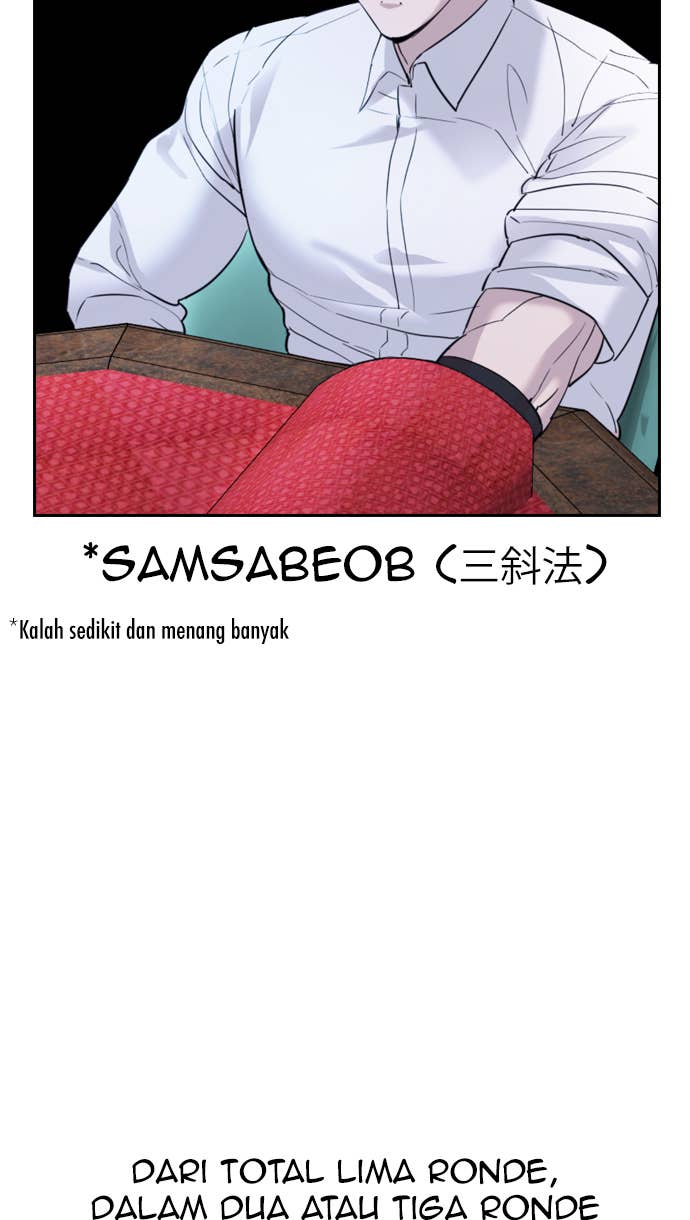 *SAMSABEOB (三斜法)
*Kalah sedikit dan menang banyak
DARI TOTAL LIMA RONDE,
DALAM DUA ATAU TIGA RONDE